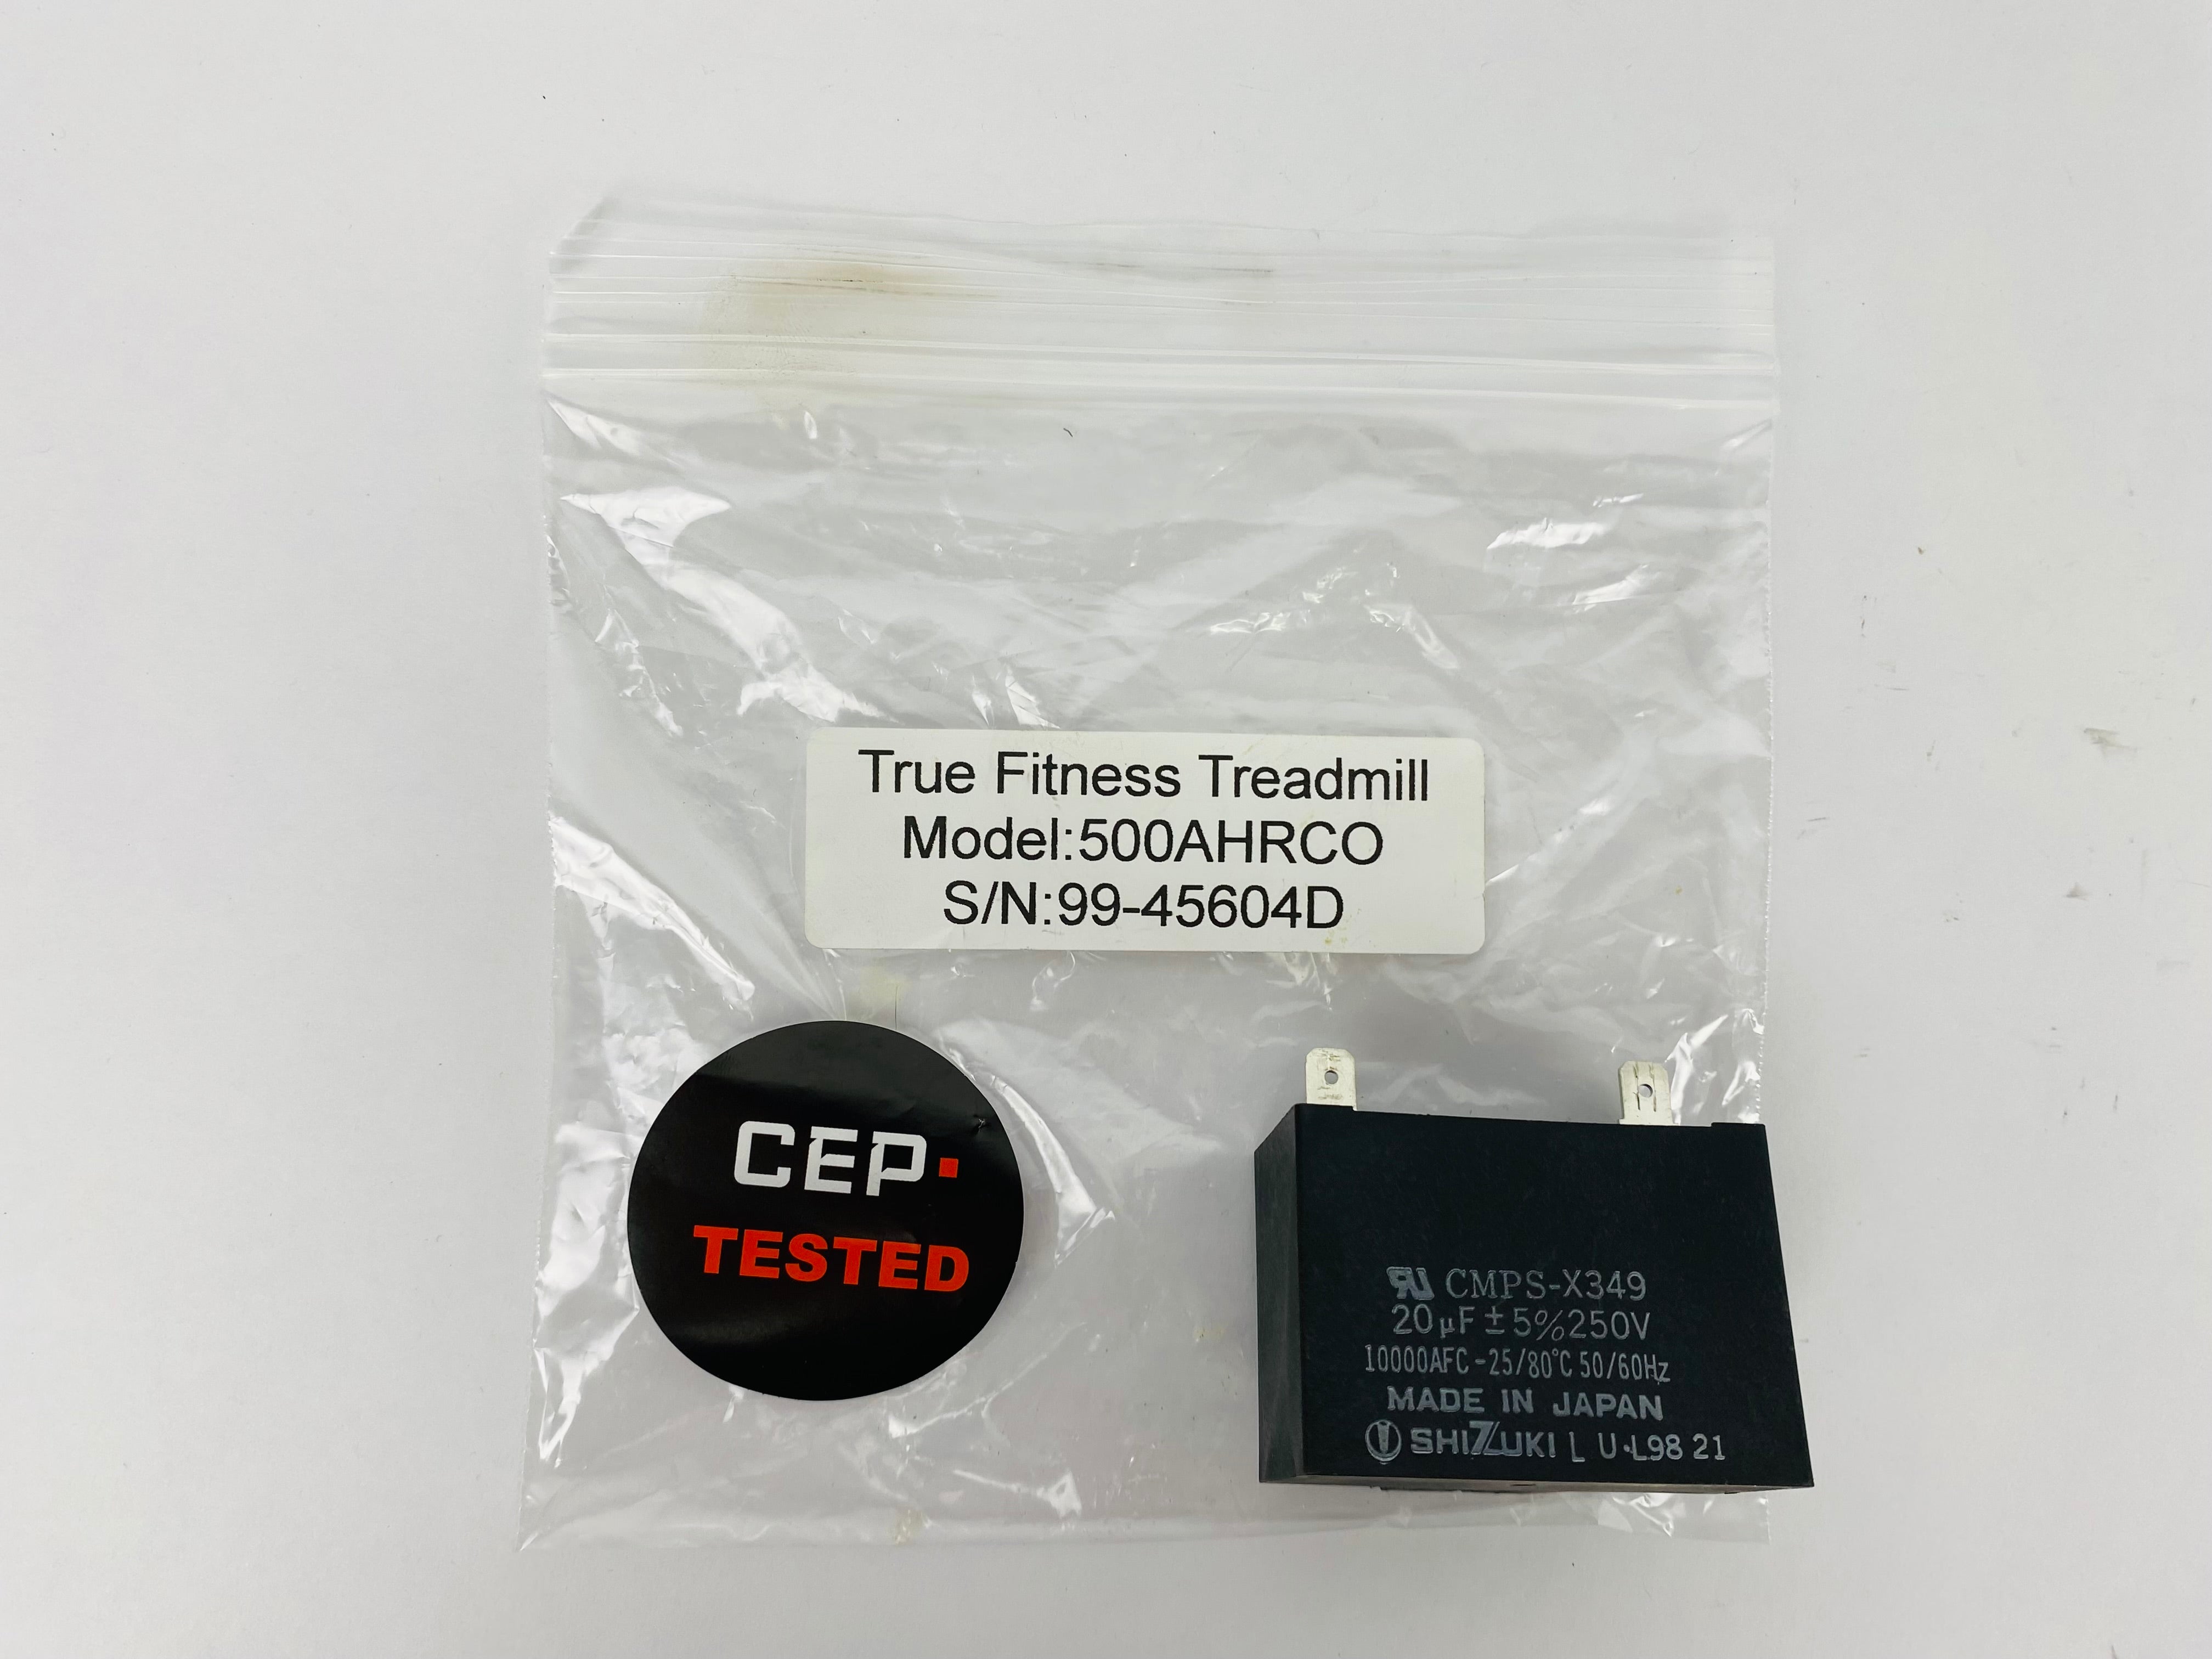 True Fitness Treadmill
Model:500AHRCO
S/N:99-45604D
CEP
TESTED
CMPS-X349
20µF±5%250V
10000AFC-25/80°C 50/60Hz
MADE IN JAPAN
SHIZUKI L U·L98 21